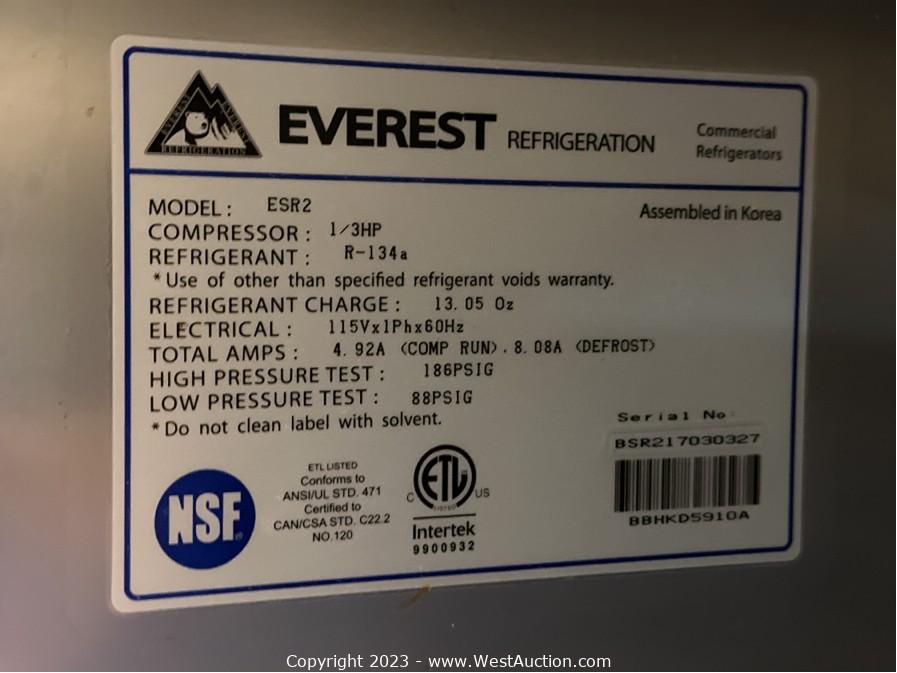 EVEREST REFRIGERATION
EVEREST REFRIGERATION Commercial
Refrigerators
MODEL : ESR2 Assembled in Korea
COMPRESSOR : 1/3HP
REFRIGERANT : R-134a
* Use of other than specified refrigerant voids warranty.
REFRIGERANT CHARGE : 13.05 Oz
ELECTRICAL : 115Vx1Phx60Hz
TOTAL AMPS : 4.92A (COMP RUN). 8.08A (DEFROST)
HIGH PRESSURE TEST : 186PSIG
LOW PRESSURE TEST : 88PSIG
* Do not clean label with solvent.
Serial No:
BSR217030327
BBHKD5910A
NSF®
ETL LISTED
Conforms to
ANSI/UL STD. 471
Certified to
CAN/CSA STD. C22.2
NO.120
ETL
LISTED
C US
Intertek
9900932
Copyright 2023 - www.WestAuction.com